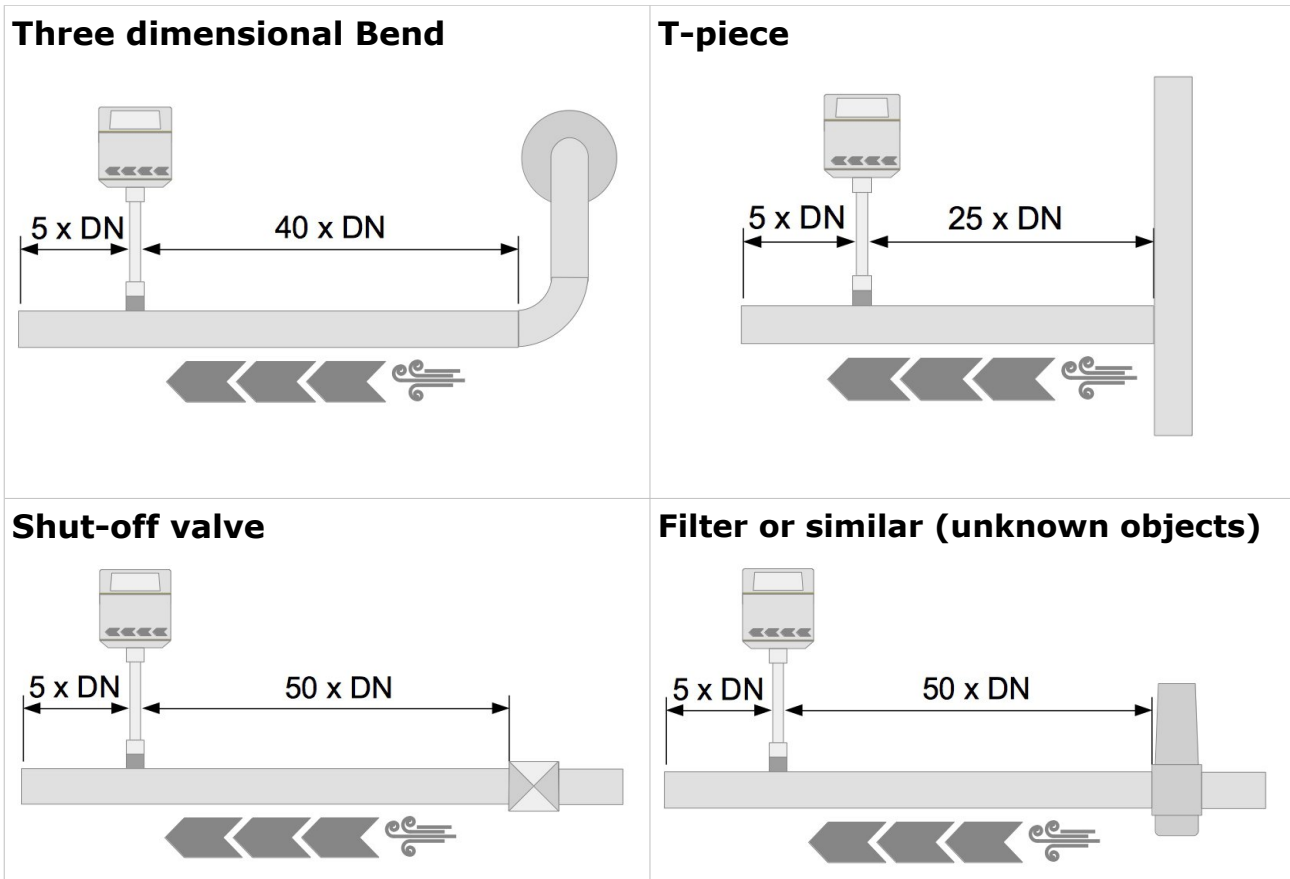 Three dimensional Bend
5 x DN
40 x DN
T-piece
5 x DN
25 x DN
Shut-off valve
5 x DN
50 x DN
Filter or similar (unknown objects)
5 x DN
50 x DN